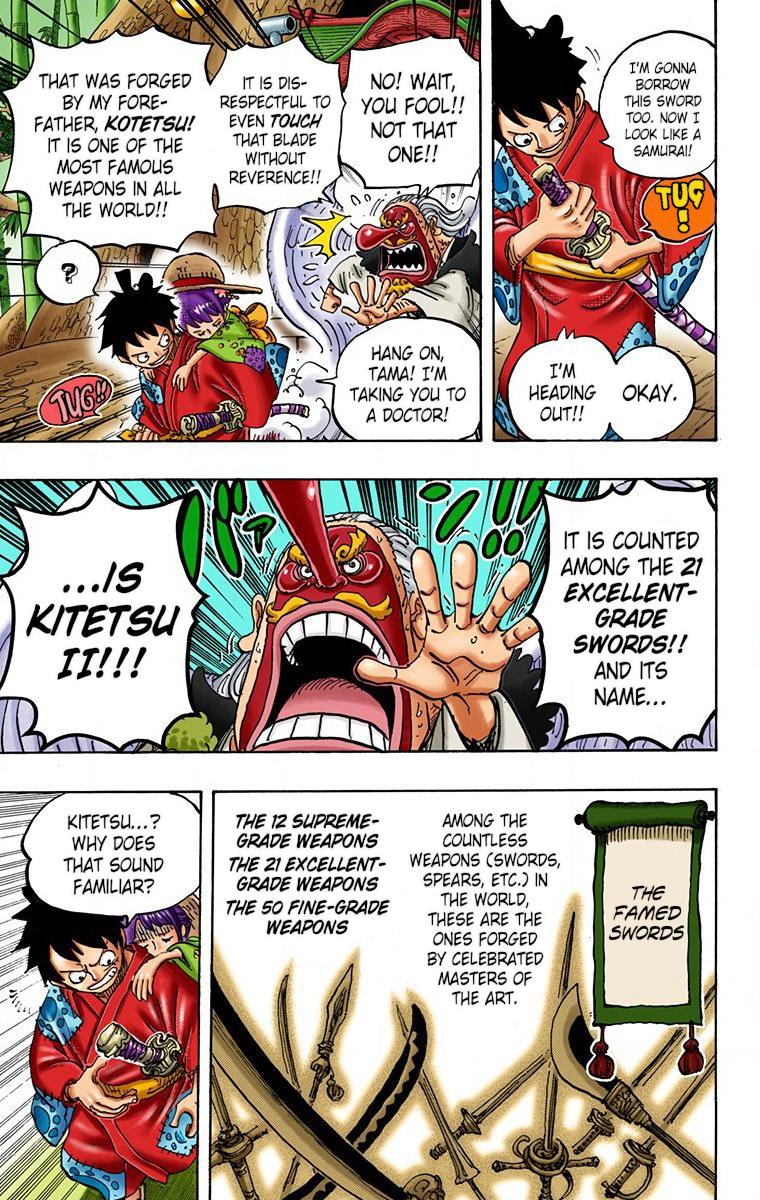 I'M GONNA
BORROW
THIS SWORD
TOO. NOW I
LOOK LIKE A
SAMURAI!
TUG
!
OKAY.
I'M
HEADING
OUT!!
NO! WAIT,
YOU FOOL!!
NOT THAT
ONE!!
IT IS DIS-
RESPECTFUL TO
EVEN TOUCH
THAT BLADE
WITHOUT
REVERENCE!!
THAT WAS FORGED
BY MY FORE-
FATHER, KOTETSU!
IT IS ONE OF THE
MOST FAMOUS
WEAPONS IN ALL
THE WORLD!!
?
HANG ON,
TAMA! I'M
TAKING YOU TO
A DOCTOR!
TUG!!
IT IS COUNTED
AMONG THE 21
EXCELLENT-
GRADE
SWORDS!!
AND ITS
NAME...
バァン!!
...IS
KITETSU
II!!!
THE
FAMED
SWORDS
AMONG THE
COUNTLESS
WEAPONS (SWORDS,
SPEARS, ETC.) IN
THE WORLD,
THESE ARE THE
ONES FORGED
BY CELEBRATED
MASTERS OF
THE ART.
THE 12 SUPREME-
GRADE WEAPONS
THE 21 EXCELLENT-
GRADE WEAPONS
THE 50 FINE-GRADE
WEAPONS
KITETSU...?
WHY DOES
THAT SOUND
FAMILIAR?